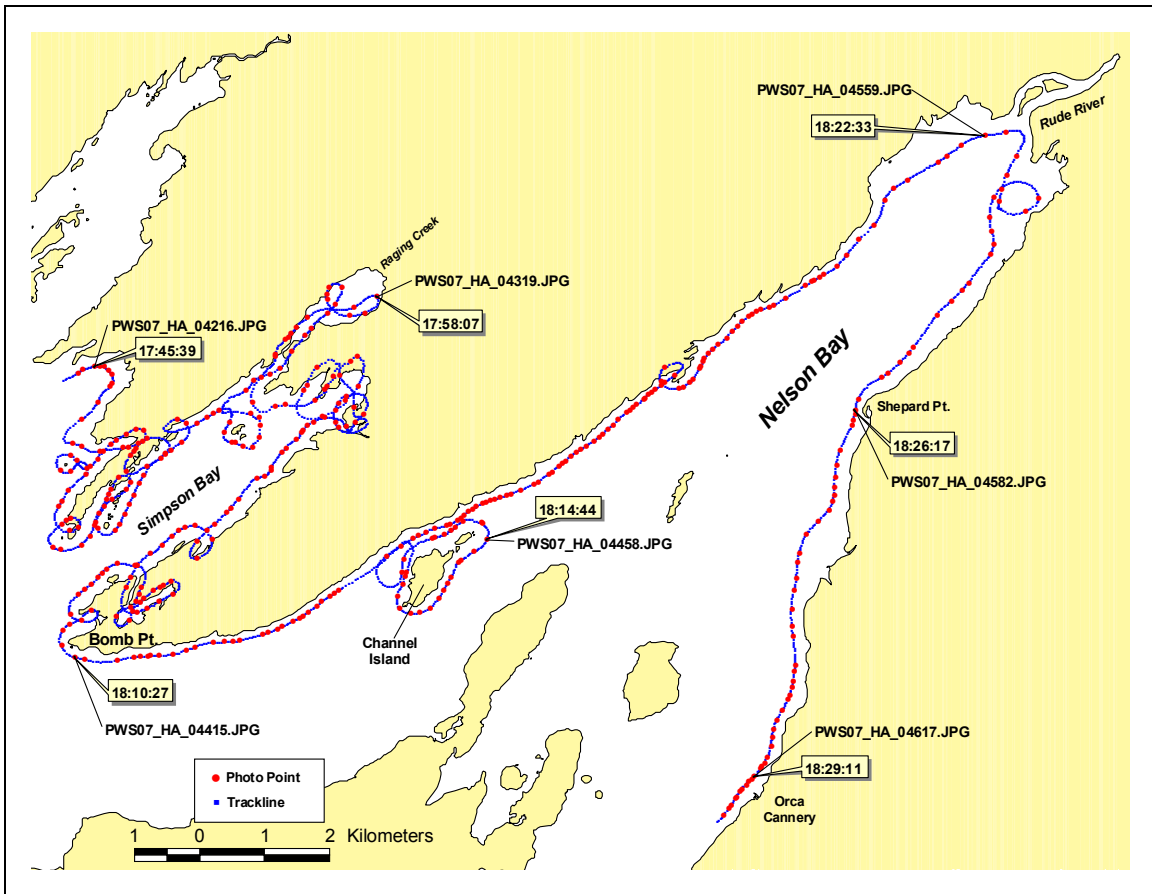 PWS07_HA_04559.JPG
18:22:33
Rude River
Raging Creek
PWS07_HA_04319.JPG
17:58:07
PWS07_HA_04216.JPG
17:45:39
Nelson Bay
Shepard Pt.
18:26:17
PWS07_HA_04582.JPG
Simpson Bay
18:14:44
PWS07_HA_04458.JPG
Bomb Pt.
Channel
Island
18:10:27
PWS07_HA_04415.JPG
PWS07_HA_04617.JPG
18:29:11
Orca
Cannery
Photo Point
Trackline
1 0 1 2 Kilometers